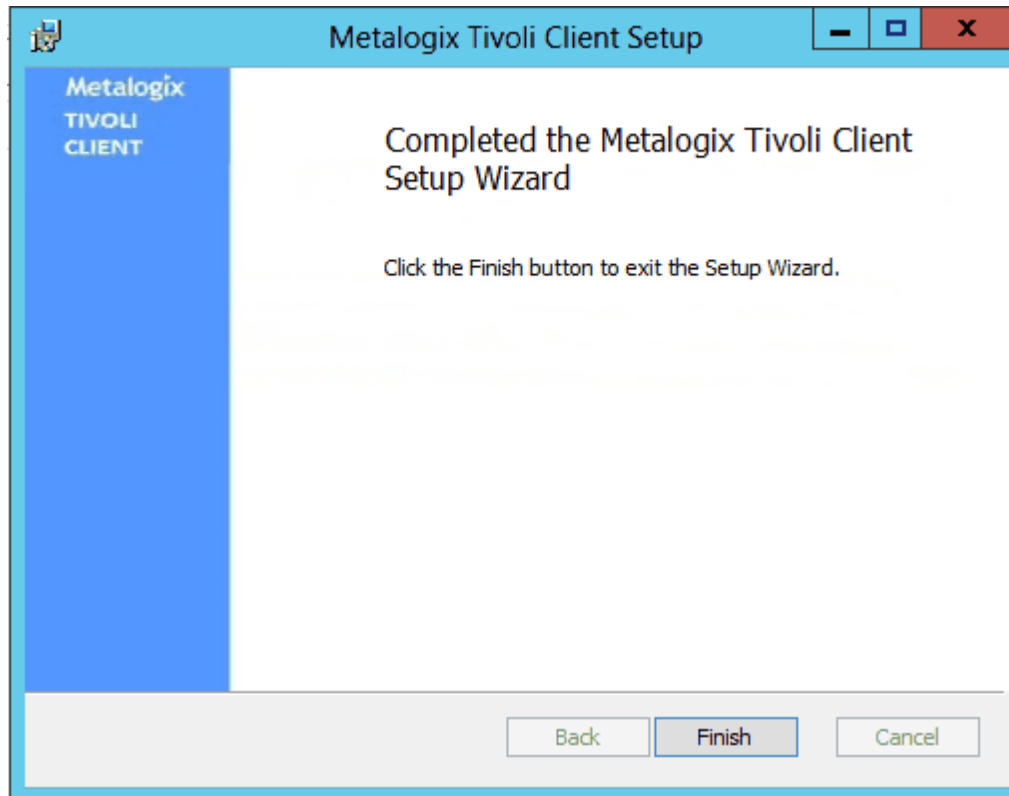 Metalogix Tivoli Client Setup
Metalogix
TIVOLI
CLIENT
Completed the Metalogix Tivoli Client
Setup Wizard
Click the Finish button to exit the Setup Wizard.
Back
Finish
Cancel